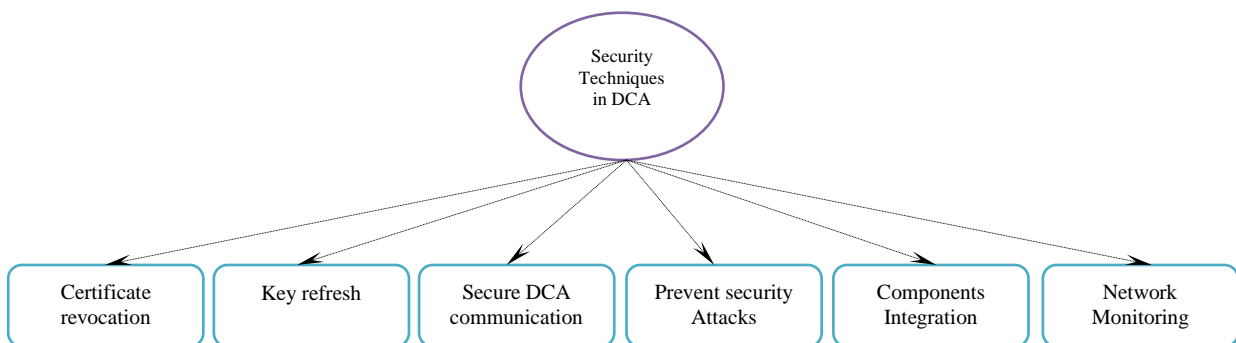 Security
Techniques
in DCA
Certificate
revocation
Key refresh
Secure DCA
communication
Prevent security
Attacks
Components
Integration
Network
Monitoring